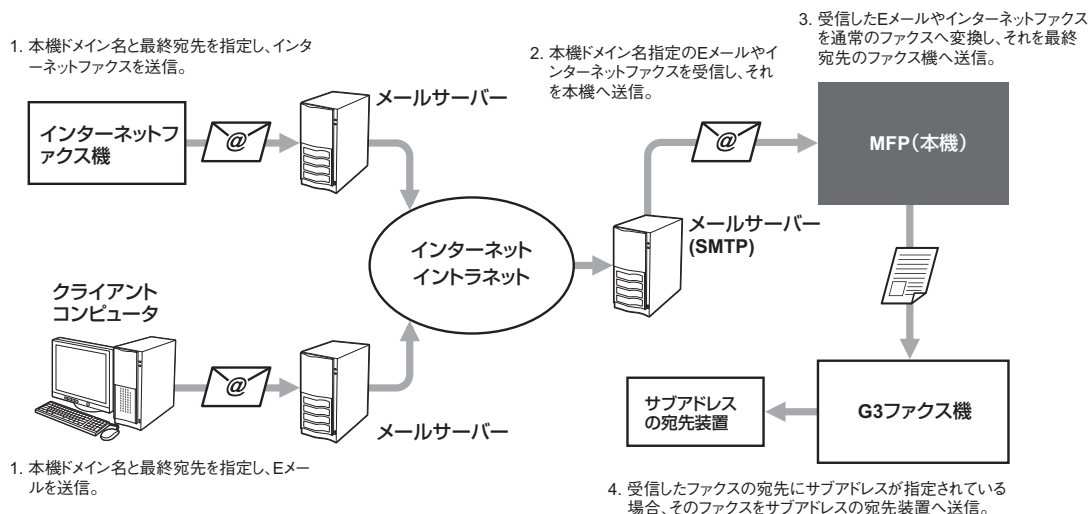 1. 本機ドメイン名と最終宛先を指定し、インタ
ーネットファクスを送信。
インターネットフ
ァクス機
@
メールサーバー
2. 本機ドメイン名指定のEメールやイ
ンターネットファクスを受信し、それ
を本機へ送信。
3. 受信したEメールやインターネットファクス
を通常のファクスへ変換し、それを最終
宛先のファクス機へ送信。
@
MFP（本機）
インターネット
イントラネット
メールサーバー
(SMTP)
クライアント
コンピュータ
@
メールサーバー
サブアドレス
の宛先装置
G3ファクス機
1. 本機ドメイン名と最終宛先を指定し、Eメー
ルを送信。
4. 受信したファクスの宛先にサブアドレスが指定されている
場合、そのファクスをサブアドレスの宛先装置へ送信。